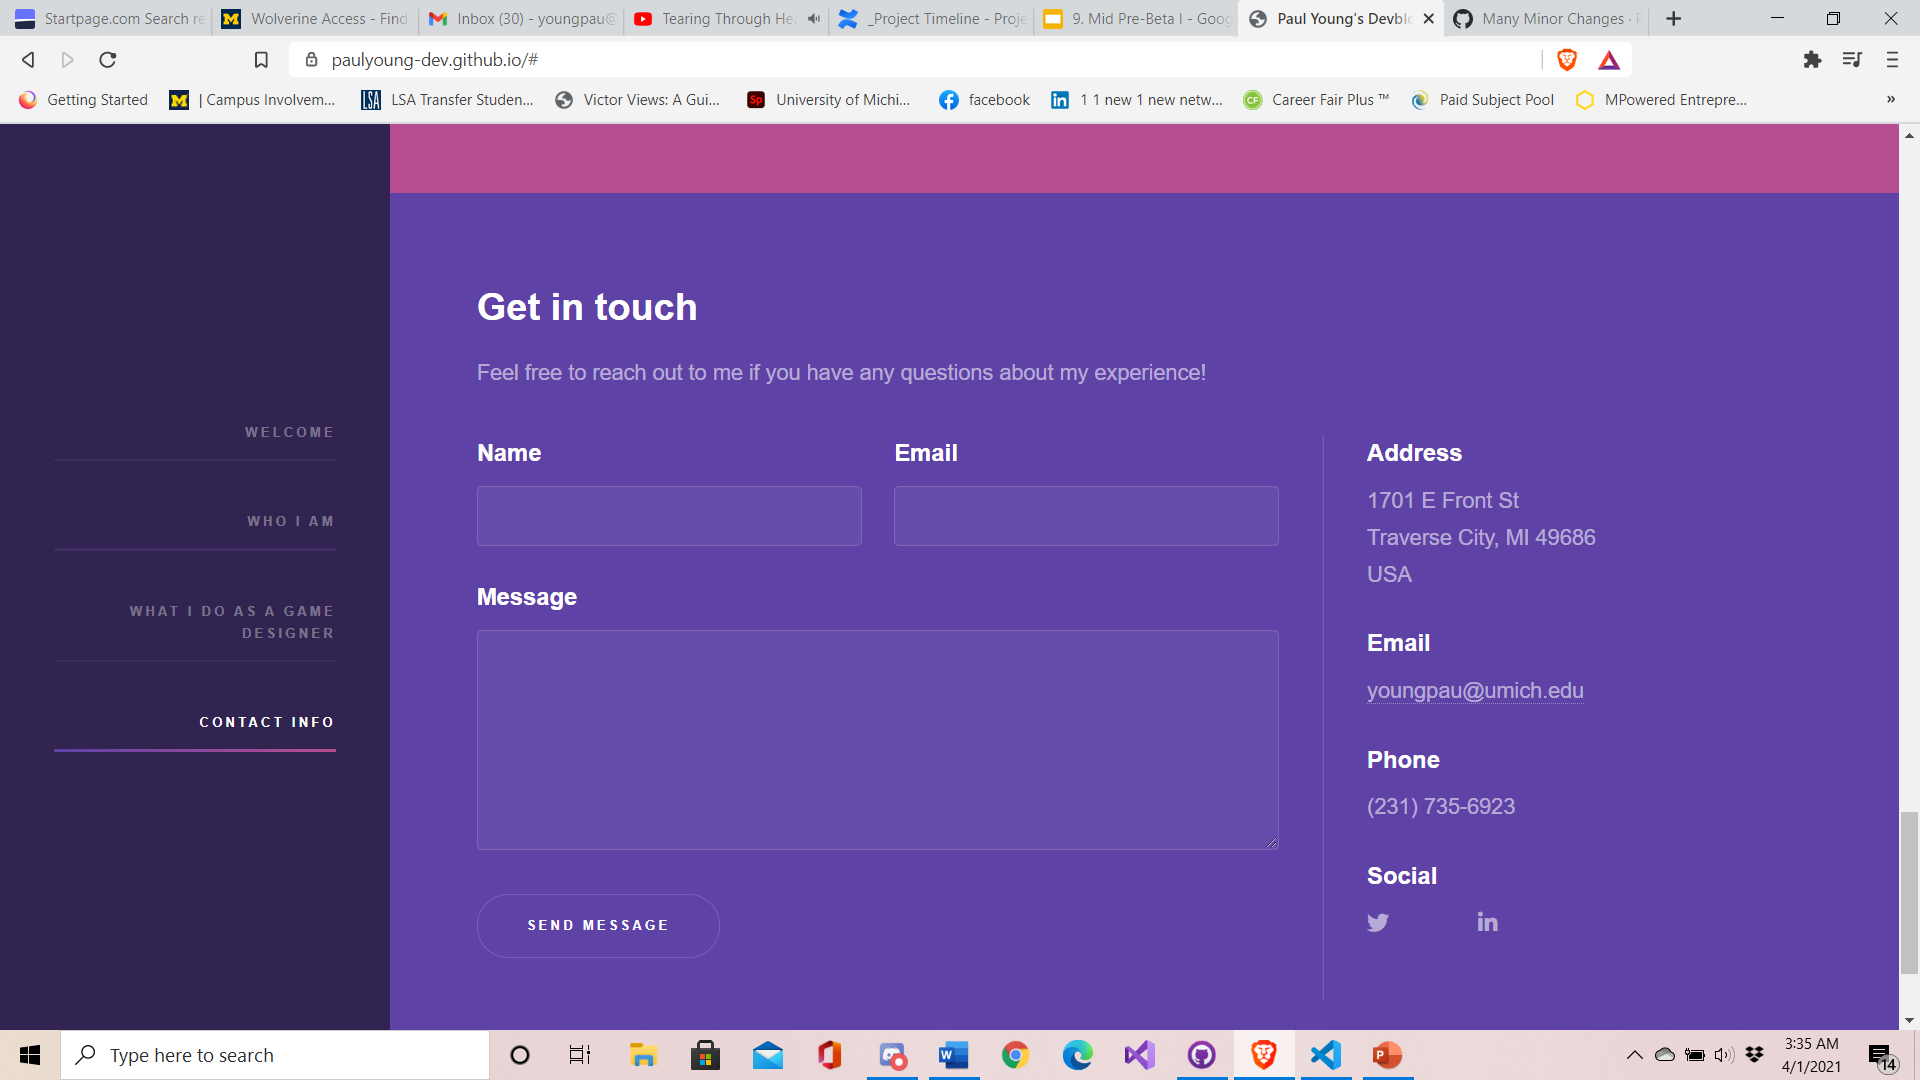 Startpage.com Search re
Wolverine Access - Find
Inbox (30) - youngpau@
Tearing Through He
_Project Timeline - Proje
9. Mid Pre-Beta I - Goog
Paul Young's Devblo
Many Minor Changes · P
paulyoung-dev.github.io/#
Getting Started
| Campus Involvem...
LSA Transfer Studen...
Victor Views: A Gui...
University of Michi...
facebook
1 1 new 1 new netw...
Career Fair Plus ™
Paid Subject Pool
MPowered Entrepre...
»
WELCOME
WHO I AM
WHAT I DO AS A GAME
DESIGNER
CONTACT INFO
Get in touch
Feel free to reach out to me if you have any questions about my experience!
Name
Email
Message
SEND MESSAGE
Address
1701 E Front St
Traverse City, MI 49686
USA
Email
youngpau@umich.edu
Phone
(231) 735-6923
Social
Type here to search
3:35 AM
4/1/2021
14